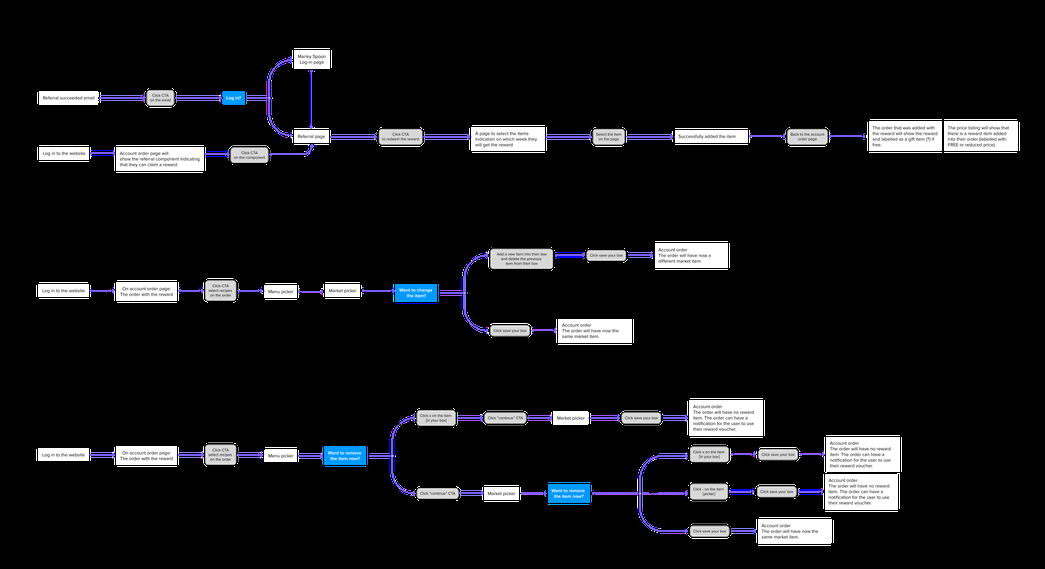 Marley Spoon
Log-in page
Referral succeeded email
Click CTA
on the email
Log in?
Referral page
Click CTA
to redeem the reward
A page to select the items
Indication on which week they
will get the reward
Select the item
on the page
Successfully added the item
Back to the account
order page
The order that was added with
the reward will show the reward
and labelled as a gift item (?) if
free.
The price listing will show that
there is a reward item added
into their order (labelled with
FREE or reduced price)
Log in to the website
Account order page will
show the referral component indicating
that they can claim a reward
Click CTA
on the component
Add a new item into their box
and delete the previous
item from their box
Click save your box
Account order
The order will have now a
different market item.
Log in to the website
On account order page:
The order with the reward
Click CTA
select recipes
on the order
Menu picker
Market picker
Want to change
the item?
Click save your box
Account order
The order will have now the
same market item.
Click x on the item
(in your box)
Click "continue" CTA
Market picker
Click save your box
Account order
The order will have no reward
item. The order can have a
notification for the user to use
their reward voucher.
Log in to the website
On account order page:
The order with the reward
Click CTA
select recipes
on the order
Menu picker
Want to remove
the item now?
Click x on the item
(in your box)
Click save your box
Account order
The order will have no reward
item. The order can have a
notification for the user to use
their reward voucher.
Click "continue" CTA
Market picker
Want to remove
the item now?
Click - on the item
(picker)
Click save your box
Account order
The order will have no reward
item. The order can have a
notification for the user to use
their reward voucher.
Click save your box
Account order
The order will have now the
same market item.